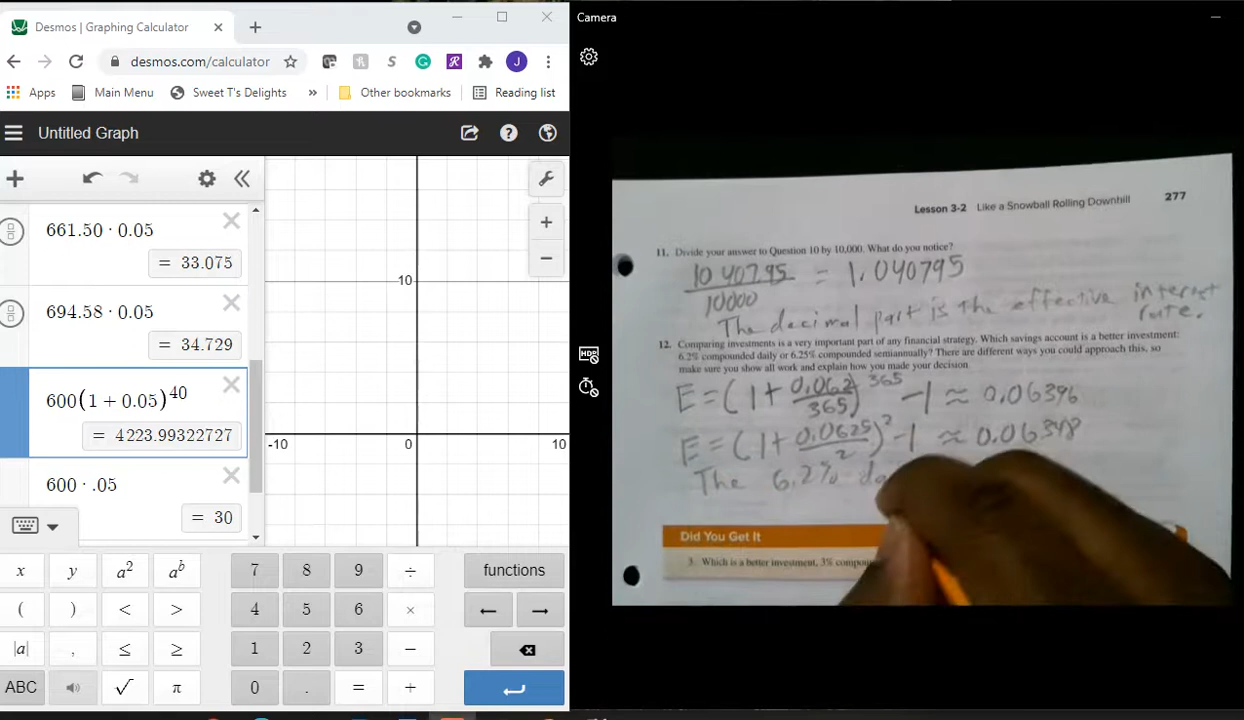 Desmos | Graphing Calculator
desmos.com/calculator
Apps
Main Menu
Sweet T's Delights
Other bookmarks
Reading list
Untitled Graph
661.50 · 0.05
= 33.075
694.58 · 0.05
= 34.729
600(1 + 0.05)^40
= 4223.99322727
600 · .05
= 30
10
-10
0
10
x y a² a^b 7 8 9 ÷ functions
( ) < > 4 5 6 × ← →
|a| , ≤ ≥ 1 2 3 −
ABC √ π 0 . = +
Camera
Lesson 3-2 Like a Snowball Rolling Downhill 277
11. Divide your answer to Question 10 by 10,000. What do you notice?
10407.95/10000 = 1.040795
The decimal part is the effective interest
rate.
12. Comparing investments is a very important part of any financial strategy. Which savings account is a better investment:
6.2% compounded daily or 6.25% compounded semiannually? There are different ways you could approach this, so
make sure you show all work and explain how you made your decision.
E = (1 + 0.062/365)^365 − 1 ≈ 0.06396
E = (1 + 0.0625/2)^2 − 1 ≈ 0.06348
The 6.2% da
Did You Get It
3. Which is a better investment, 3% compou